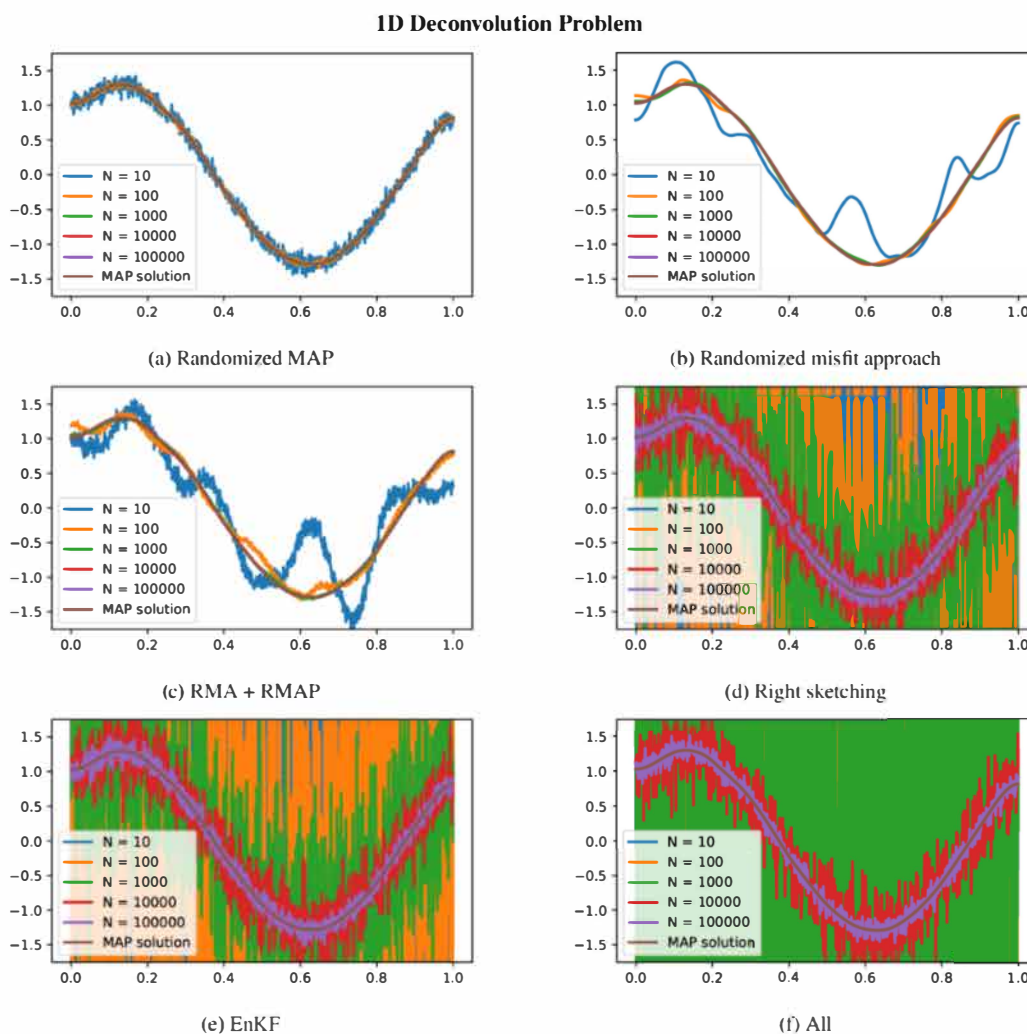 1D Deconvolution Problem
1.5
1.0
0.5
0.0
−0.5
−1.0
−1.5
N = 10
N = 100
N = 1000
N = 10000
N = 100000
MAP solution
0.0 0.2 0.4 0.6 0.8 1.0
(a) Randomized MAP
1.5
1.0
0.5
0.0
−0.5
−1.0
−1.5
N = 10
N = 100
N = 1000
N = 10000
N = 100000
MAP solution
0.0 0.2 0.4 0.6 0.8 1.0
(b) Randomized misfit approach
1.5
1.0
0.5
0.0
−0.5
−1.0
−1.5
N = 10
N = 100
N = 1000
N = 10000
N = 100000
MAP solution
0.0 0.2 0.4 0.6 0.8 1.0
(c) RMA + RMAP
1.5
1.0
0.5
0.0
−0.5
−1.0
−1.5
N = 10
N = 100
N = 1000
N = 10000
N = 100000
MAP solution
0.0 0.2 0.4 0.6 0.8 1.0
(d) Right sketching
1.5
1.0
0.5
0.0
−0.5
−1.0
−1.5
N = 10
N = 100
N = 1000
N = 10000
N = 100000
MAP solution
0.0 0.2 0.4 0.6 0.8 1.0
(e) EnKF
1.5
1.0
0.5
0.0
−0.5
−1.0
−1.5
N = 10
N = 100
N = 1000
N = 10000
N = 100000
MAP solution
0.0 0.2 0.4 0.6 0.8 1.0
(f) All